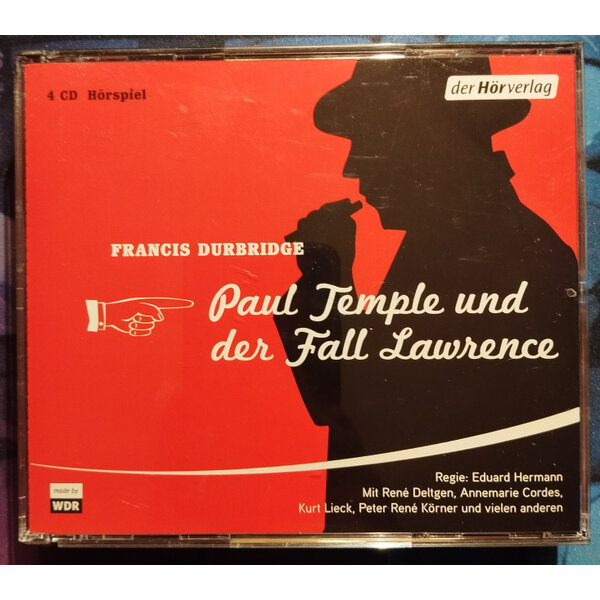 4 CD Hörspiel
der Hörverlag
FRANCIS DURBRIDGE
Paul Temple und
der Fall Lawrence
Regie: Eduard Hermann
Mit René Deltgen, Annemarie Cordes,
Kurt Lieck, Peter René Körner und vielen anderen
made by
WDR